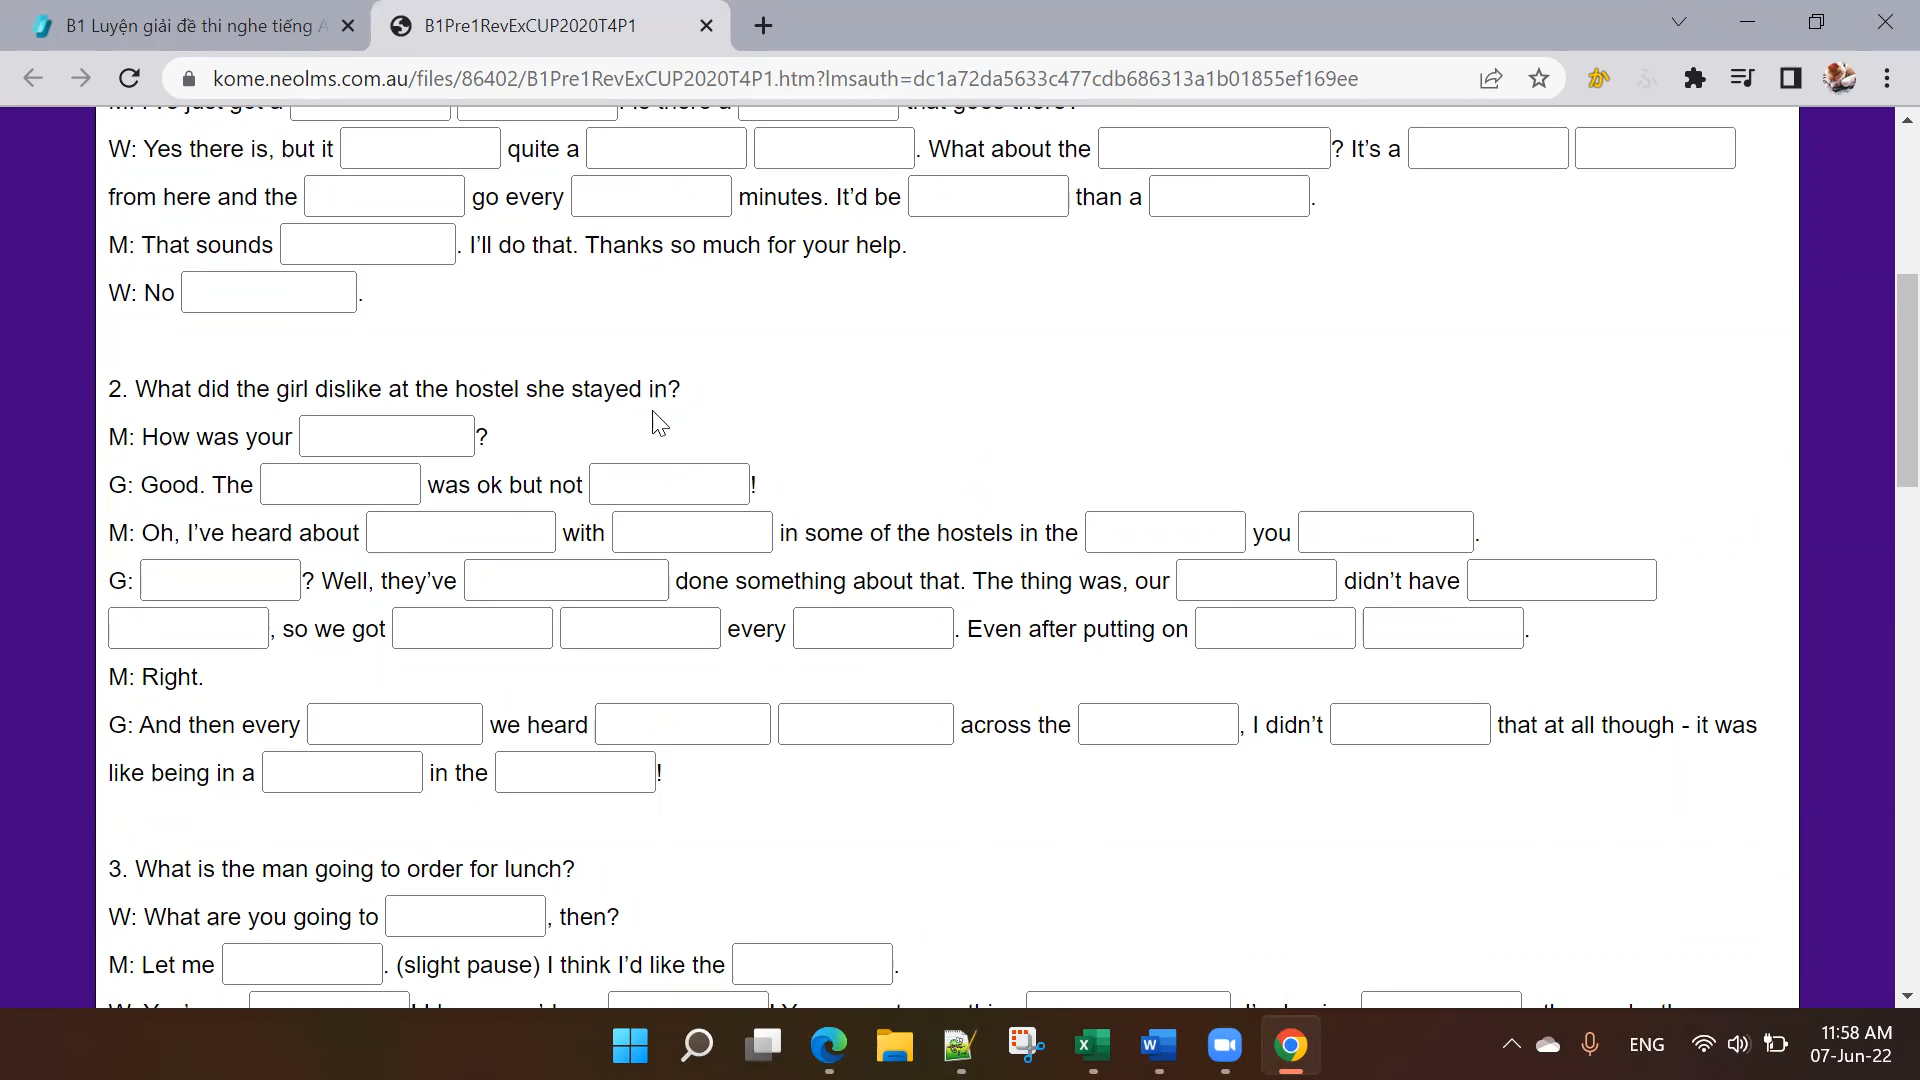 B1 Luyện giải đề thi nghe tiếng A
B1Pre1RevExCUP2020T4P1
kome.neolms.com.au/files/86402/B1Pre1RevExCUP2020T4P1.htm?lmsauth=dc1a72da5633c477cdb686313a1b01855ef169ee
W: Yes there is, but it quite a . What about the ? It's a
from here and the go every minutes. It'd be than a .
M: That sounds . I'll do that. Thanks so much for your help.
W: No .
2. What did the girl dislike at the hostel she stayed in?
M: How was your ?
G: Good. The was ok but not !
M: Oh, I've heard about with in some of the hostels in the you .
G: ? Well, they've done something about that. The thing was, our didn't have
, so we got every . Even after putting on .
M: Right.
G: And then every we heard across the , I didn't that at all though - it was
like being in a in the !
3. What is the man going to order for lunch?
W: What are you going to , then?
M: Let me . (slight pause) I think I'd like the .
ENG
11:58 AM
07-Jun-22